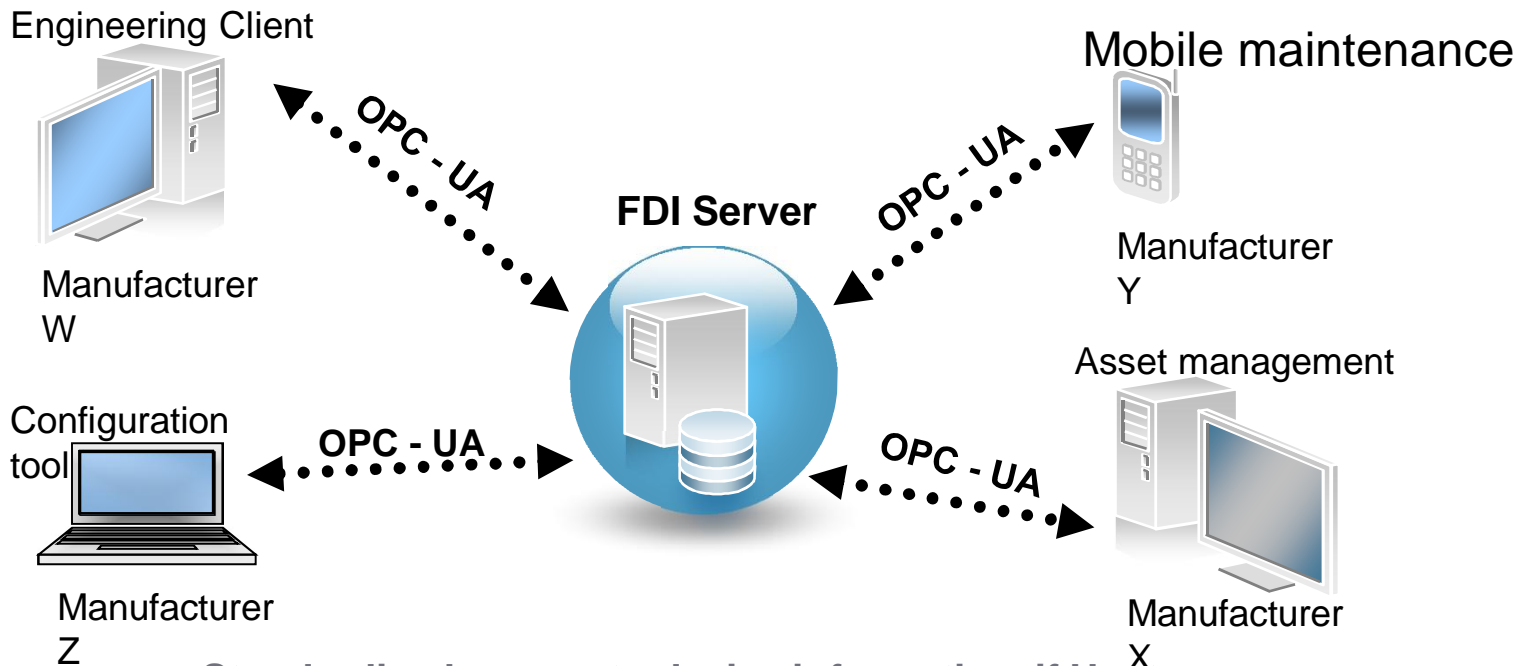 Engineering Client
Mobile maintenance
OPC - UA
OPC - UA
FDI Server
Manufacturer
W
Manufacturer
Y
Asset management
Configuration
tool
OPC - UA
OPC - UA
Manufacturer
Z
Manufacturer
X